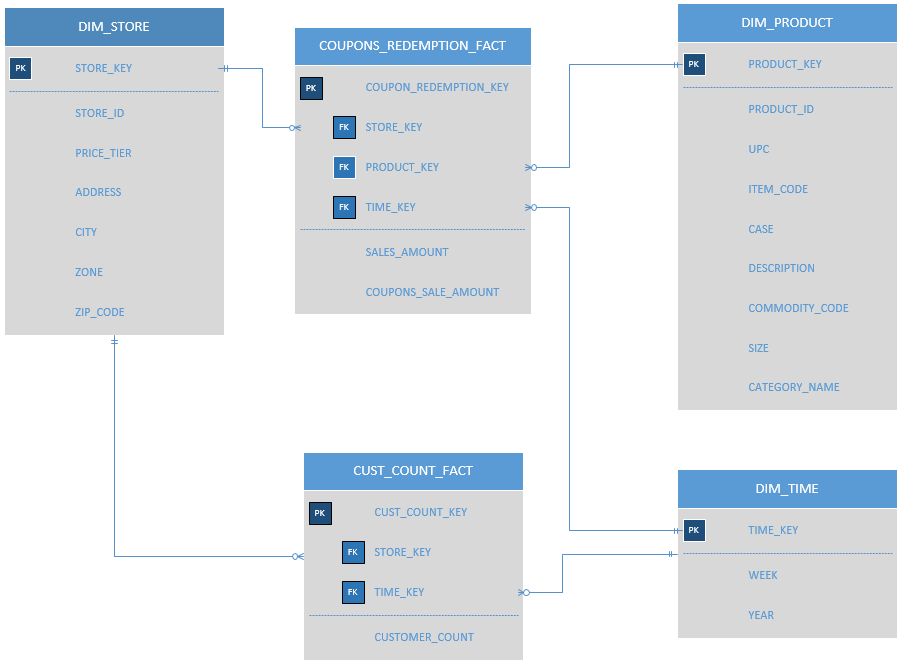 DIM_STORE
PK STORE_KEY
STORE_ID
PRICE_TIER
ADDRESS
CITY
ZONE
ZIP_CODE
COUPONS_REDEMPTION_FACT
PK COUPON_REDEMPTION_KEY
FK STORE_KEY
FK PRODUCT_KEY
FK TIME_KEY
SALES_AMOUNT
COUPONS_SALE_AMOUNT
DIM_PRODUCT
PK PRODUCT_KEY
PRODUCT_ID
UPC
ITEM_CODE
CASE
DESCRIPTION
COMMODITY_CODE
SIZE
CATEGORY_NAME
CUST_COUNT_FACT
PK CUST_COUNT_KEY
FK STORE_KEY
FK TIME_KEY
CUSTOMER_COUNT
DIM_TIME
PK TIME_KEY
WEEK
YEAR